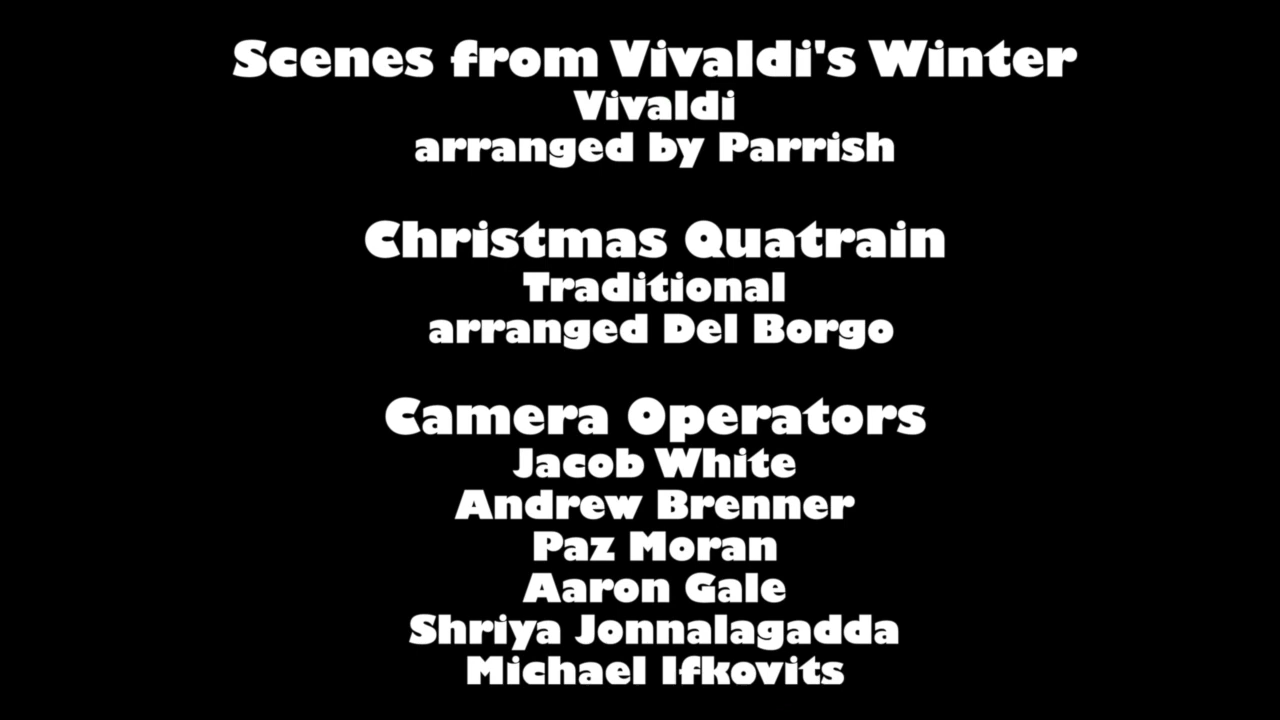 Scenes from Vivaldi's Winter
Vivaldi
arranged by Parrish
Christmas Quatrain
Traditional
arranged Del Borgo
Camera Operators
Jacob White
Andrew Brenner
Paz Moran
Aaron Gale
Shriya Jonnalagadda
Michael Ifkovits